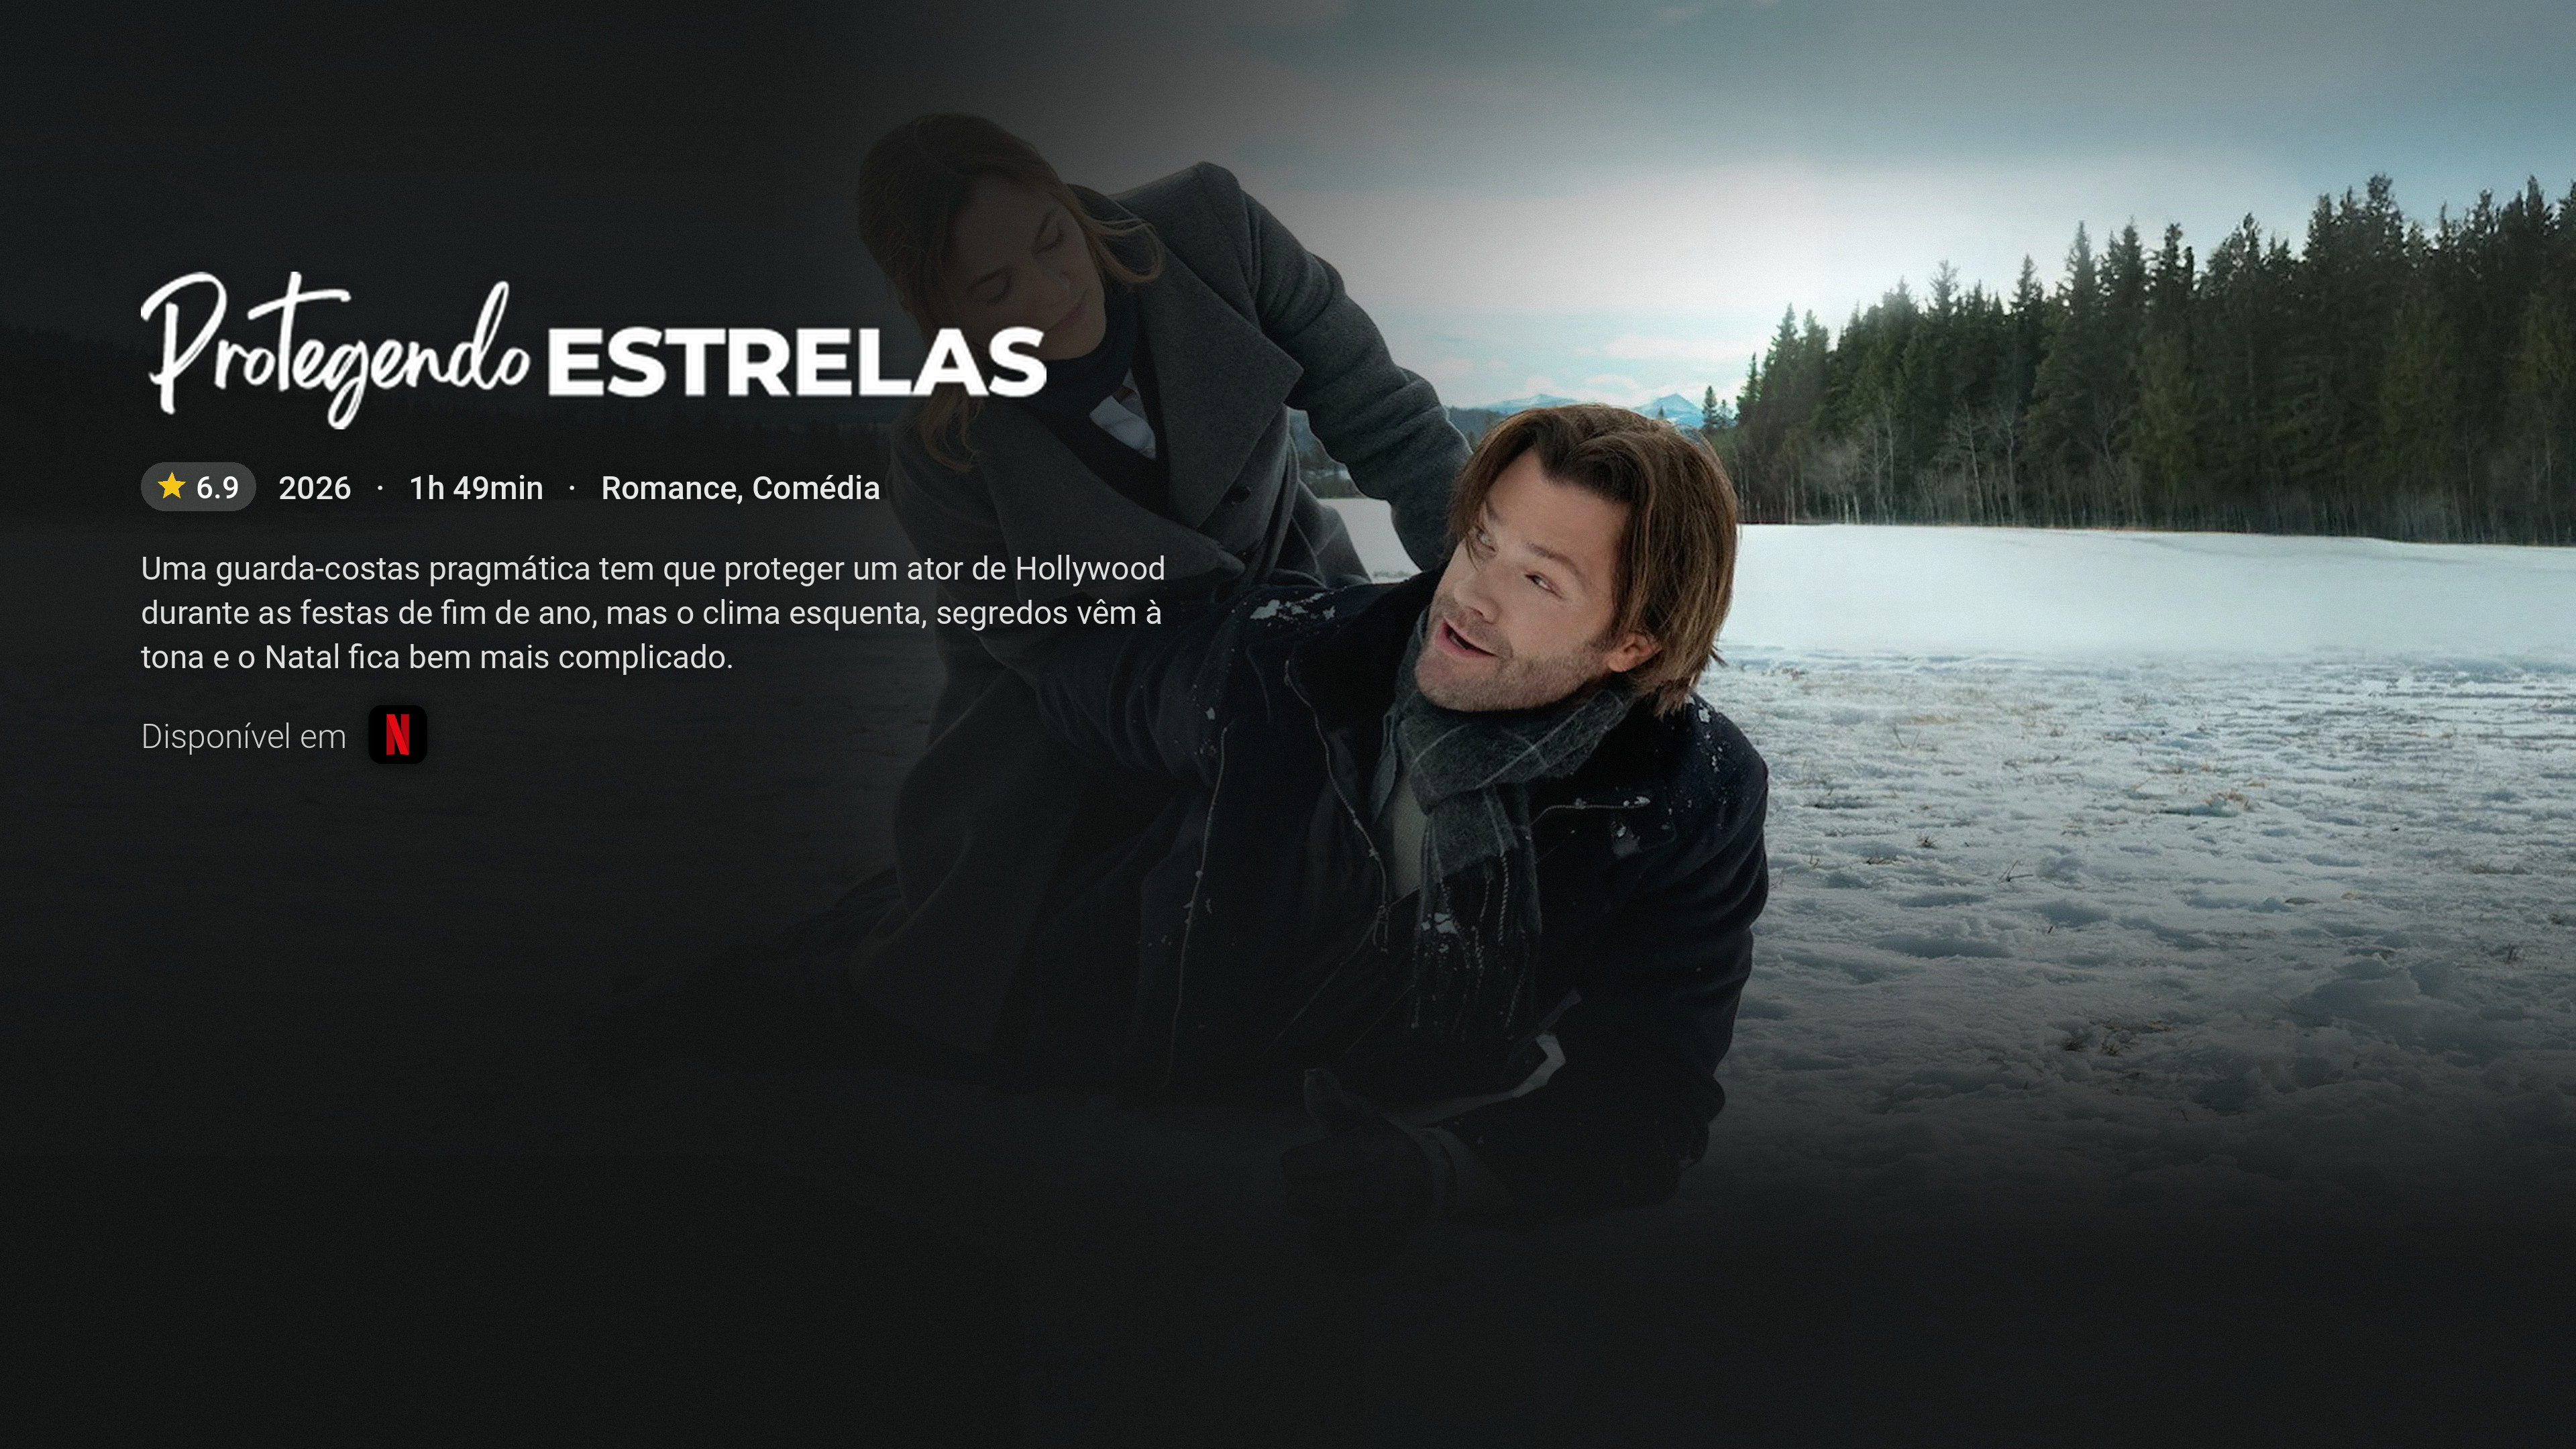 Protegendo ESTRELAS
6.9 2026 · 1h 49min · Romance, Comédia
Uma guarda-costas pragmática tem que proteger um ator de Hollywood
durante as festas de fim de ano, mas o clima esquenta, segredos vêm à
tona e o Natal fica bem mais complicado.
Disponível em N